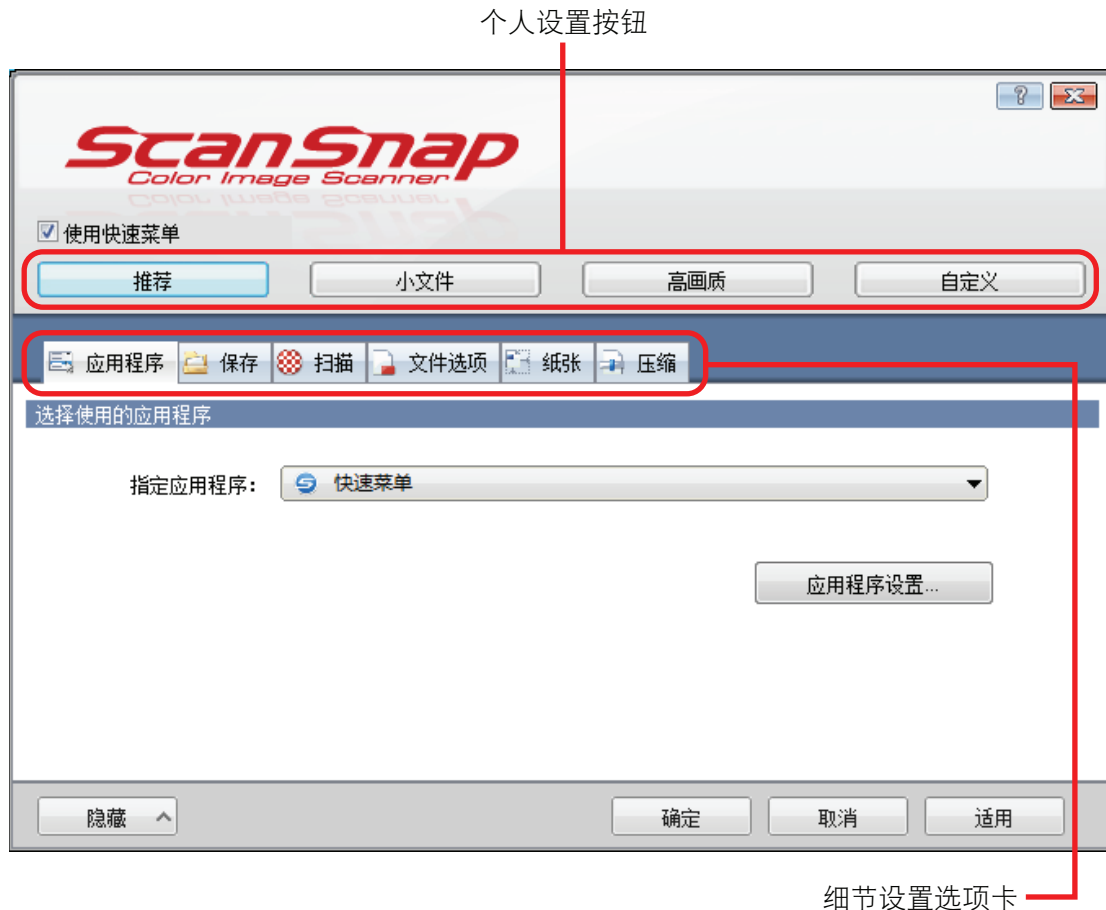 个人设置按钮
ScanSnap
Color Image Scanner
使用快速菜单
推荐 小文件 高画质 自定义
应用程序 保存 扫描 文件选项 纸张 压缩
选择使用的应用程序
指定应用程序： 快速菜单
应用程序设置...
隐藏 确定 取消 适用
细节设置选项卡